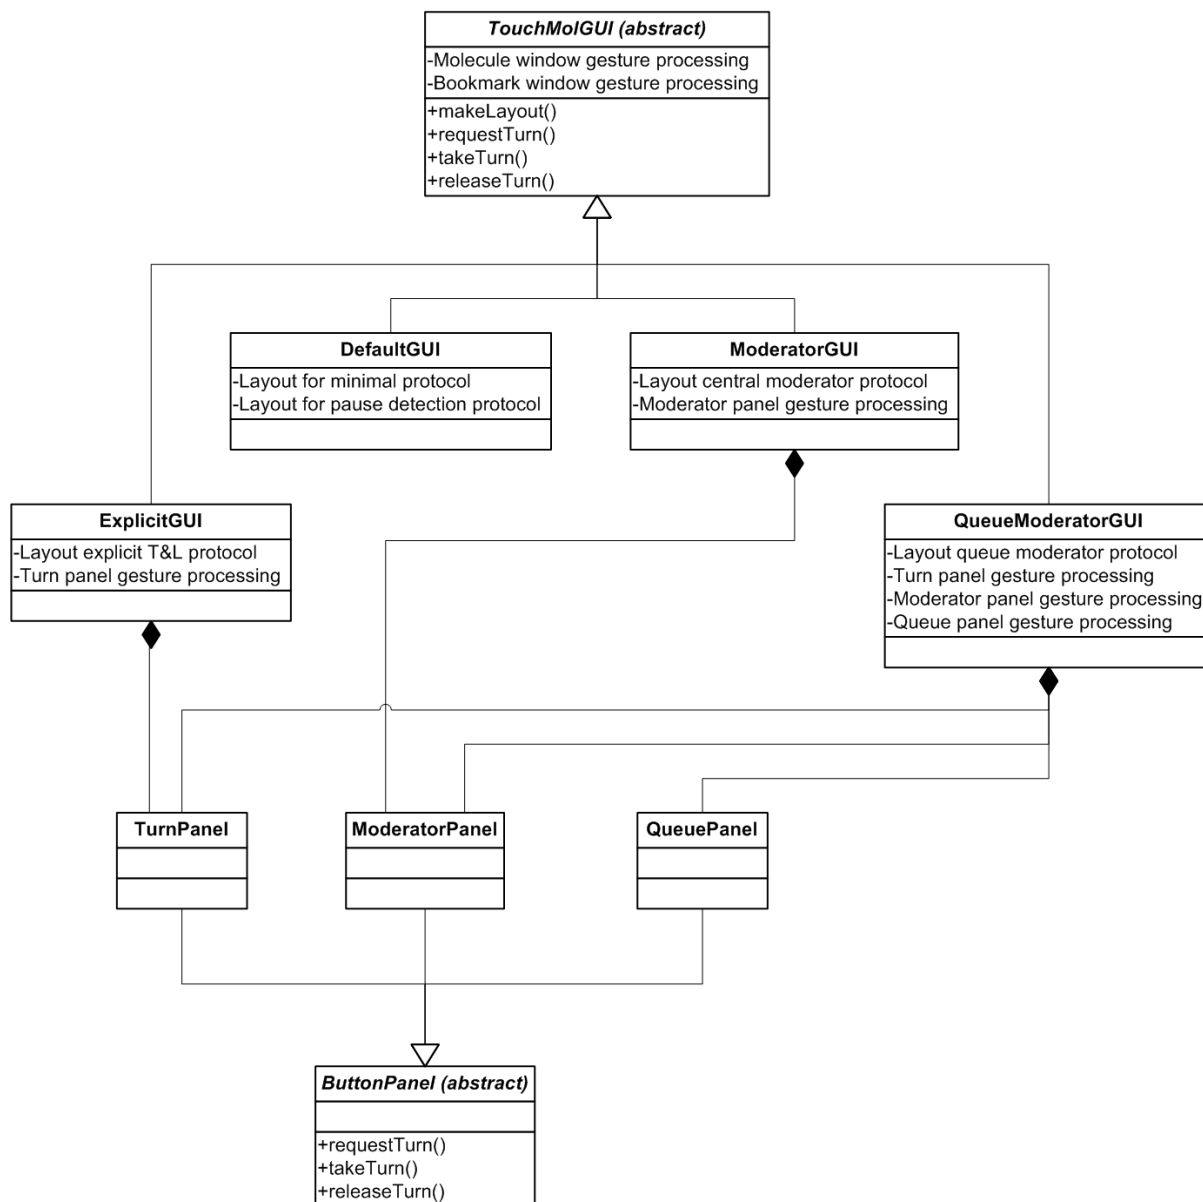 TouchMolGUI (abstract)
-Molecule window gesture processing
-Bookmark window gesture processing
+makeLayout()
+requestTurn()
+takeTurn()
+releaseTurn()
DefaultGUI
-Layout for minimal protocol
-Layout for pause detection protocol
ModeratorGUI
-Layout central moderator protocol
-Moderator panel gesture processing
ExplicitGUI
-Layout explicit T&L protocol
-Turn panel gesture processing
QueueModeratorGUI
-Layout queue moderator protocol
-Turn panel gesture processing
-Moderator panel gesture processing
-Queue panel gesture processing
TurnPanel
ModeratorPanel
QueuePanel
ButtonPanel (abstract)
+requestTurn()
+takeTurn()
+releaseTurn()